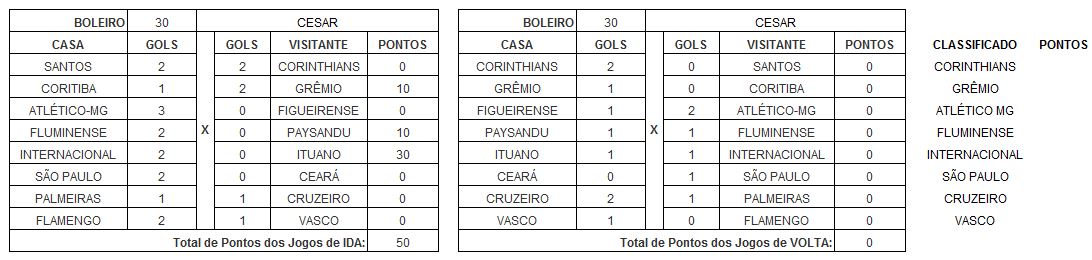 BOLEIRO 30 CESAR BOLEIRO 30 CESAR
CASA GOLS GOLS VISITANTE PONTOS CASA GOLS GOLS VISITANTE PONTOS CLASSIFICADO PONTOS
SANTOS 2 2 CORINTHIANS 0 CORINTHIANS 2 0 SANTOS 0 CORINTHIANS
CORITIBA 1 2 GRÊMIO 10 GRÊMIO 1 0 CORITIBA 0 GRÊMIO
ATLÉTICO-MG 3 0 FIGUEIRENSE 0 FIGUEIRENSE 1 2 ATLÉTICO-MG 0 ATLÉTICO MG
FLUMINENSE 2 X 0 PAYSANDU 10 PAYSANDU 1 X 1 FLUMINENSE 0 FLUMINENSE
INTERNACIONAL 2 0 ITUANO 30 ITUANO 1 1 INTERNACIONAL 0 INTERNACIONAL
SÃO PAULO 2 0 CEARÁ 0 CEARÁ 0 1 SÃO PAULO 0 SÃO PAULO
PALMEIRAS 1 1 CRUZEIRO 0 CRUZEIRO 2 1 PALMEIRAS 0 CRUZEIRO
FLAMENGO 2 1 VASCO 0 VASCO 1 0 FLAMENGO 0 VASCO
Total de Pontos dos Jogos de IDA: 50 Total de Pontos dos Jogos de VOLTA: 0